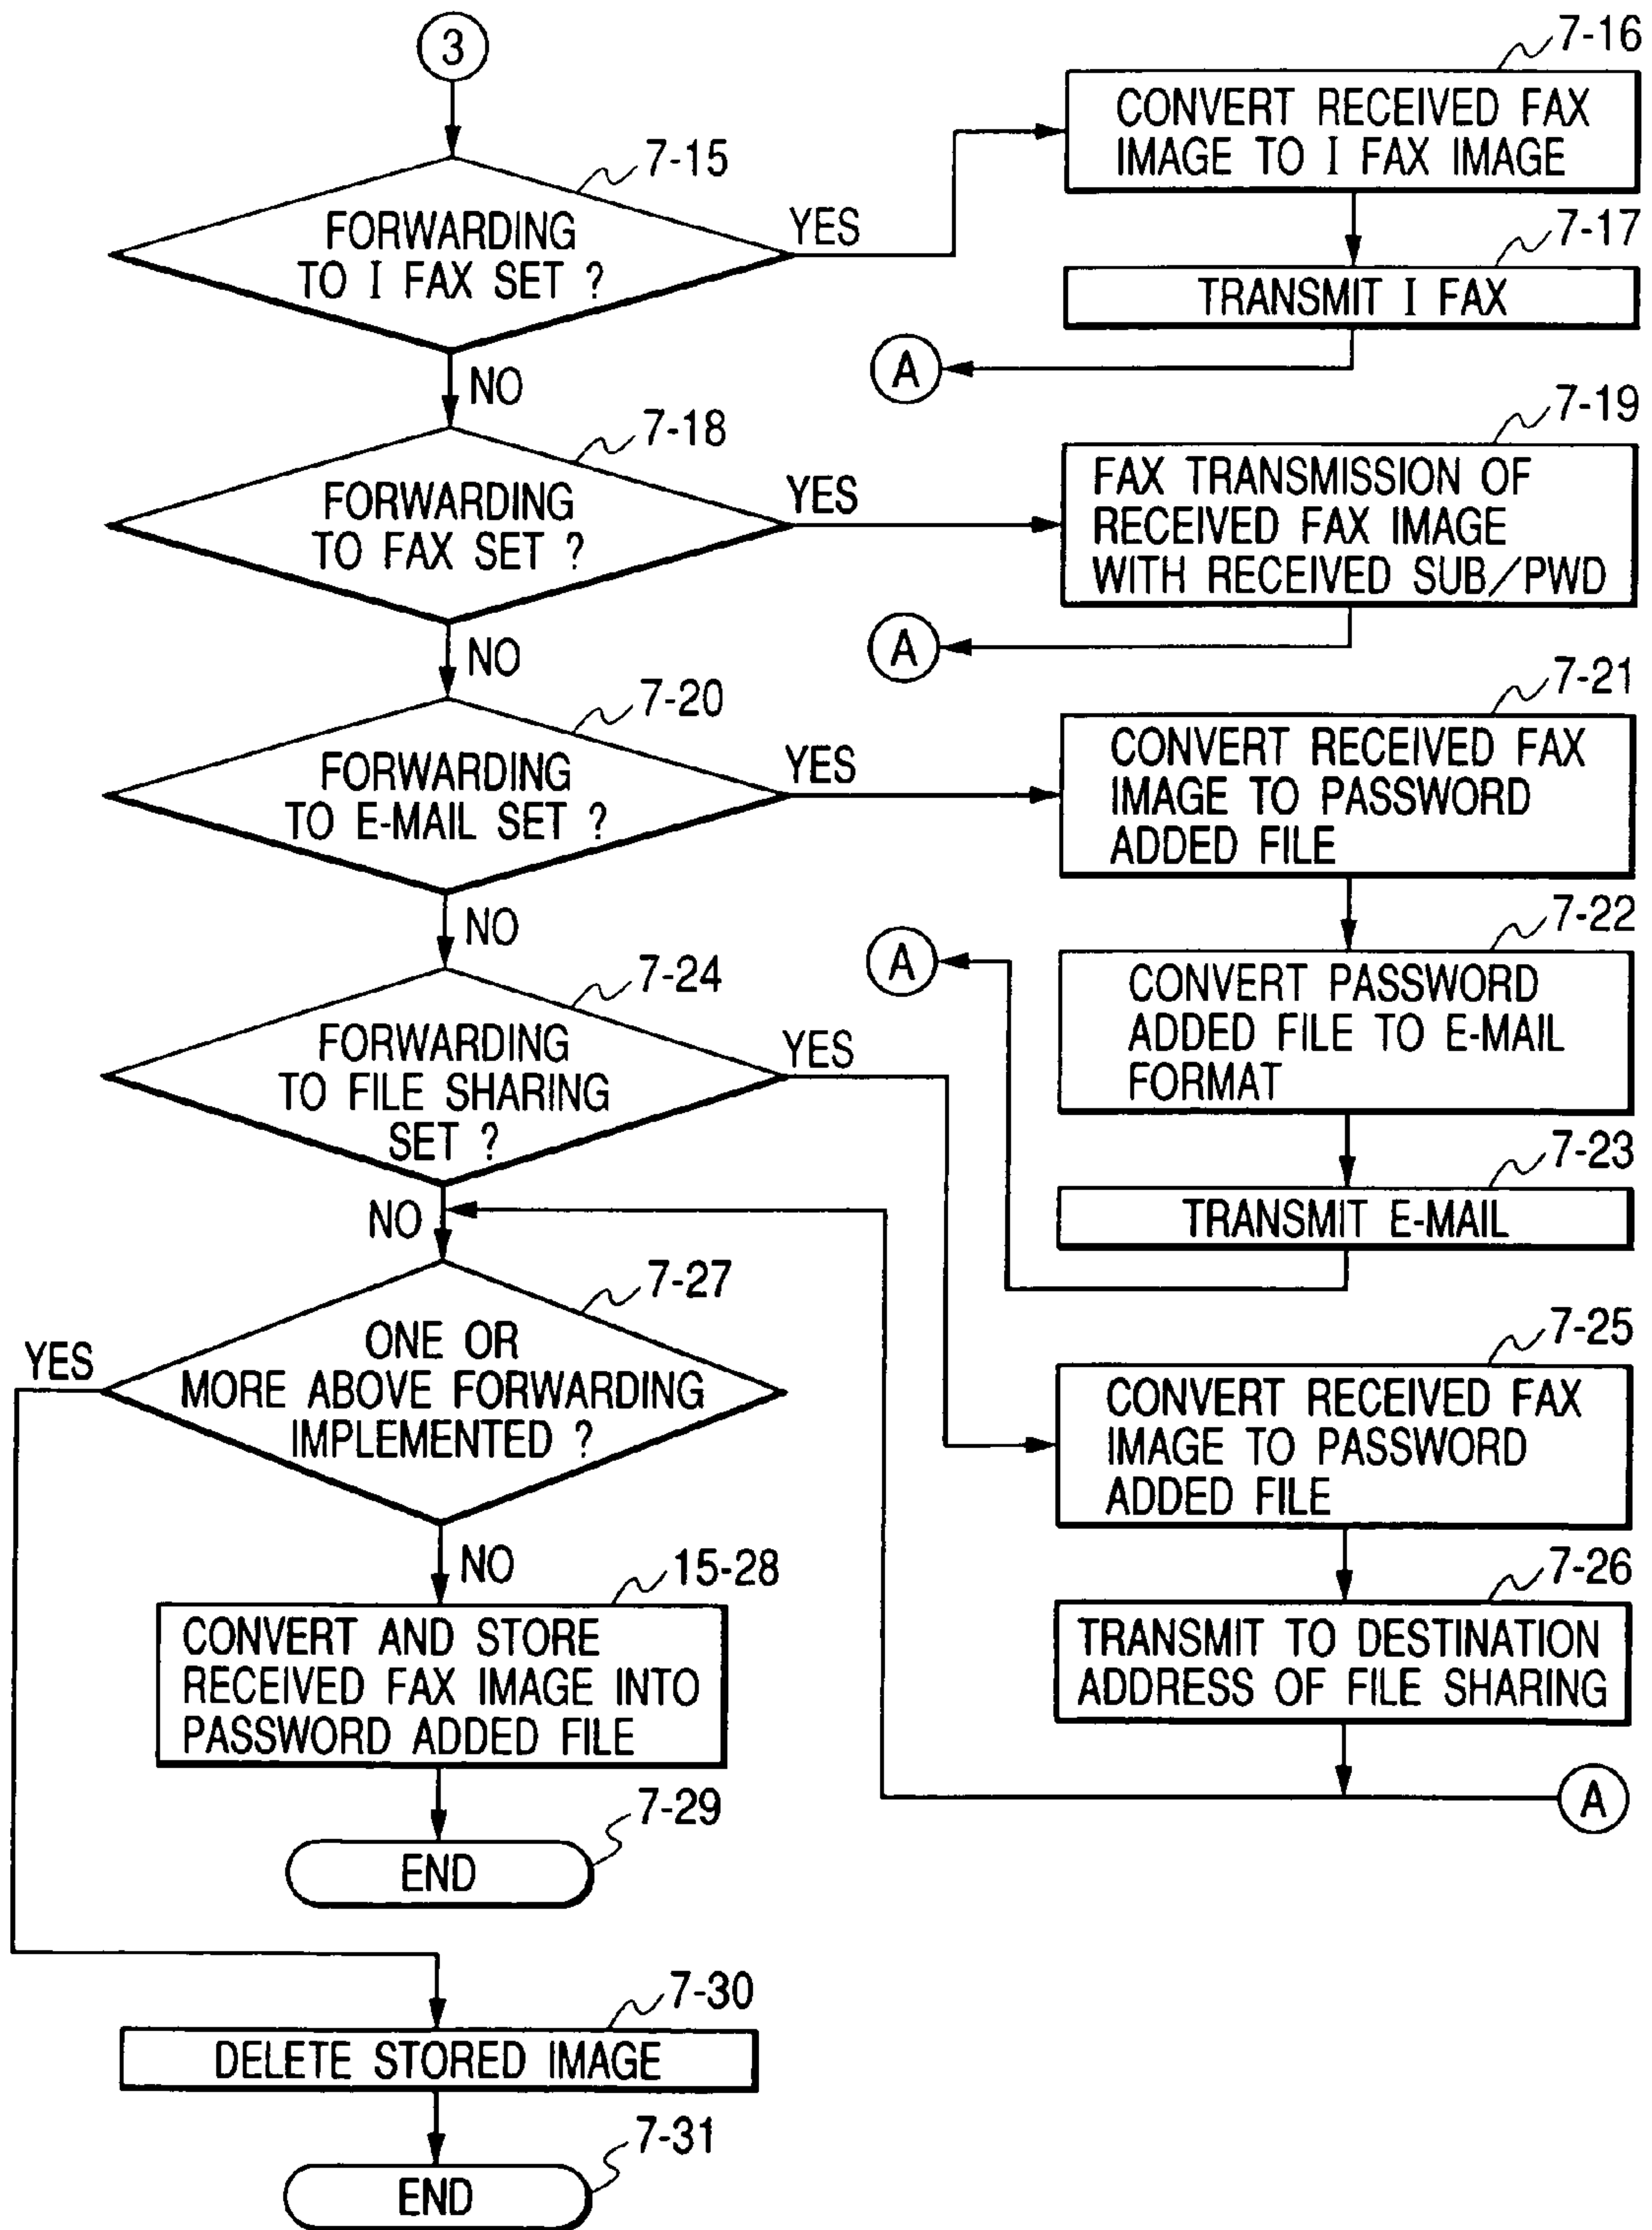 3
7-15
FORWARDING
TO I FAX SET ?
YES
NO
7-16
CONVERT RECEIVED FAX
IMAGE TO I FAX IMAGE
7-17
TRANSMIT I FAX
A
7-18
FORWARDING
TO FAX SET ?
YES
NO
7-19
FAX TRANSMISSION OF
RECEIVED FAX IMAGE
WITH RECEIVED SUB/PWD
A
7-20
FORWARDING
TO E-MAIL SET ?
YES
NO
7-21
CONVERT RECEIVED FAX
IMAGE TO PASSWORD
ADDED FILE
7-22
CONVERT PASSWORD
ADDED FILE TO E-MAIL
FORMAT
7-23
TRANSMIT E-MAIL
A
7-24
FORWARDING
TO FILE SHARING
SET ?
YES
NO
7-25
CONVERT RECEIVED FAX
IMAGE TO PASSWORD
ADDED FILE
7-26
TRANSMIT TO DESTINATION
ADDRESS OF FILE SHARING
A
7-27
ONE OR
MORE ABOVE FORWARDING
IMPLEMENTED ?
YES
NO
15-28
CONVERT AND STORE
RECEIVED FAX IMAGE INTO
PASSWORD ADDED FILE
7-29
END
7-30
DELETE STORED IMAGE
7-31
END